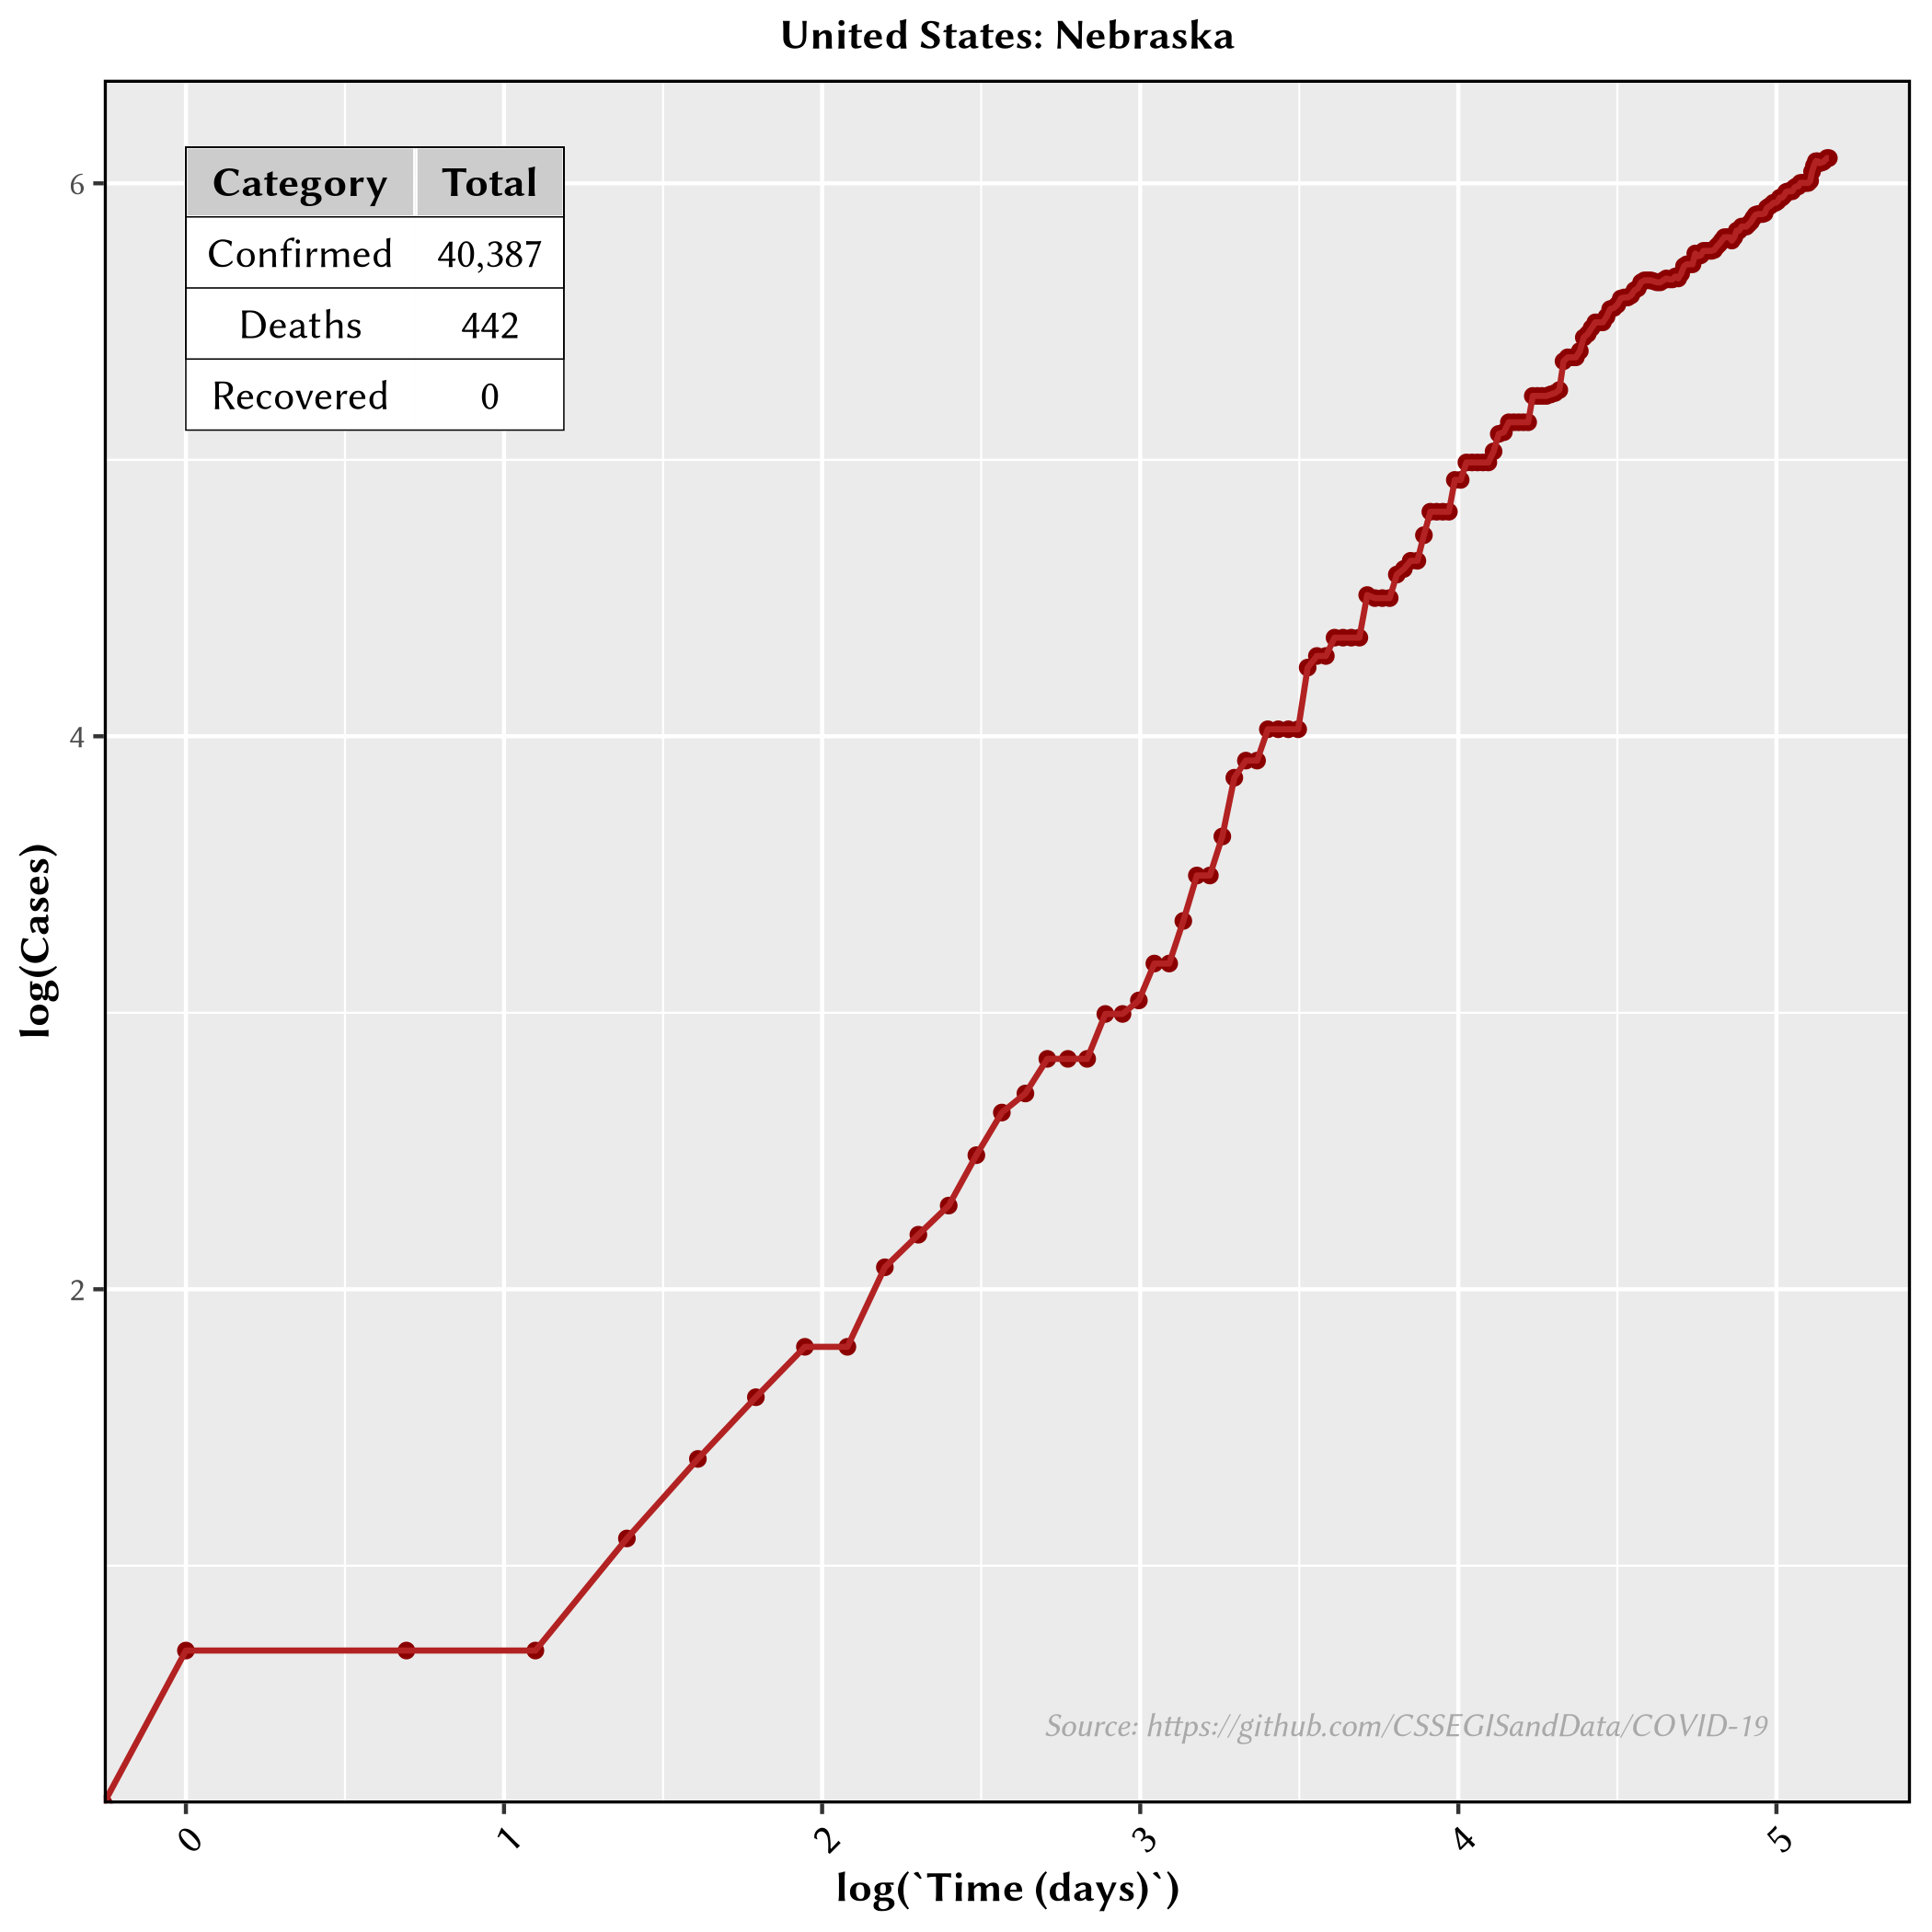 United States: Nebraska
Category Total
Confirmed 40,387
Deaths 442
Recovered 0
6
4
2
log(Cases)
Source: https://github.com/CSSEGISandData/COVID-19
0 1 2 3 4 5
log(`Time (days)`)